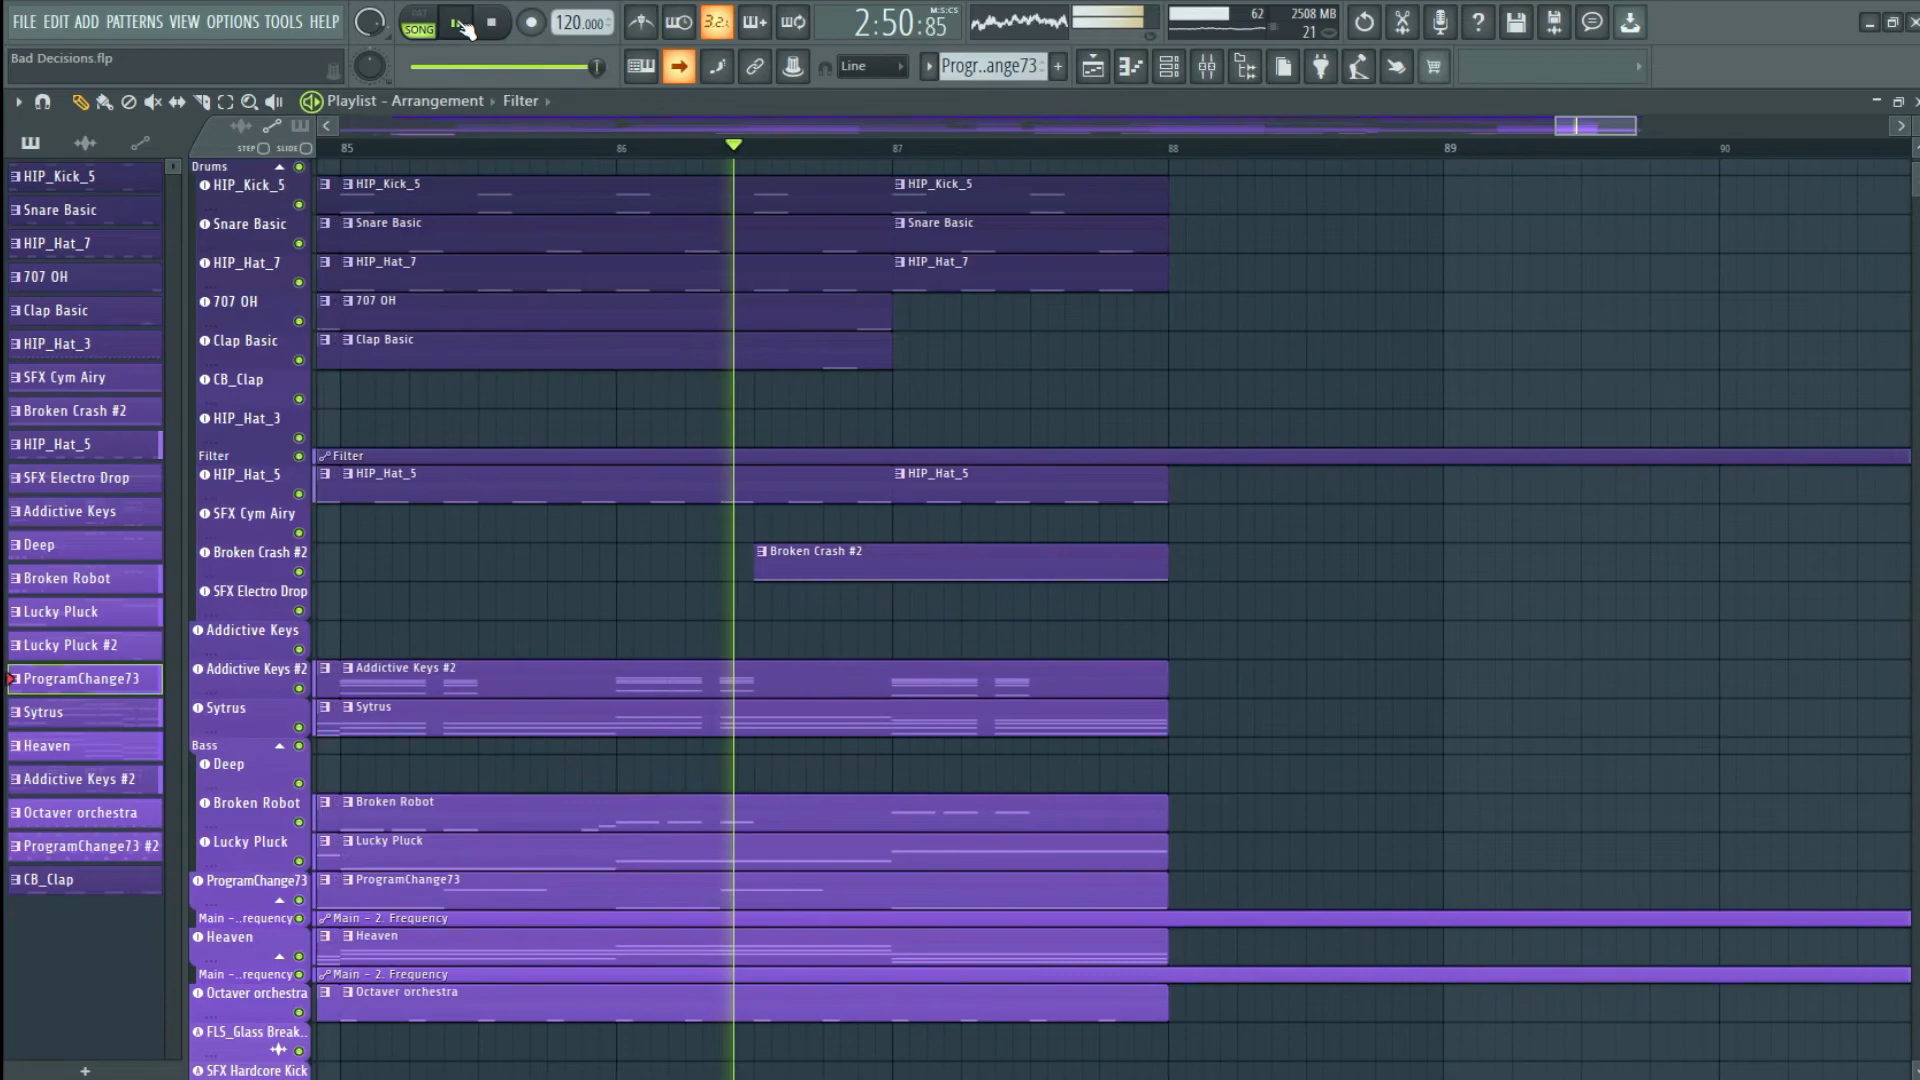 FILE EDIT ADD PATTERNS VIEW OPTIONS TOOLS HELP
PAT
SONG
120.000
3.2.
2:50:85
M:S:CS
62
2508 MB
21
Bad Decisions.flp
Line
Progr..ange73
Playlist - Arrangement › Filter ›
STEP
SLIDE
85
86
87
88
89
90
HIP_Kick_5
Snare Basic
HIP_Hat_7
707 OH
Clap Basic
HIP_Hat_3
SFX Cym Airy
Broken Crash #2
HIP_Hat_5
SFX Electro Drop
Addictive Keys
Deep
Broken Robot
Lucky Pluck
Lucky Pluck #2
ProgramChange73
Sytrus
Heaven
Addictive Keys #2
Octaver orchestra
ProgramChange73 #2
CB_Clap
Drums
HIP_Kick_5
HIP_Kick_5
HIP_Kick_5
Snare Basic
Snare Basic
Snare Basic
HIP_Hat_7
HIP_Hat_7
HIP_Hat_7
707 OH
707 OH
Clap Basic
Clap Basic
CB_Clap
HIP_Hat_3
Filter
Filter
HIP_Hat_5
HIP_Hat_5
HIP_Hat_5
SFX Cym Airy
Broken Crash #2
Broken Crash #2
SFX Electro Drop
Addictive Keys
Addictive Keys #2
Addictive Keys #2
Sytrus
Sytrus
Bass
Deep
Broken Robot
Broken Robot
Lucky Pluck
Lucky Pluck
ProgramChange73
ProgramChange73
Main -..requency
Main - 2. Frequency
Heaven
Heaven
Main -..requency
Main - 2. Frequency
Octaver orchestra
Octaver orchestra
FLS_Glass Break..
SFX Hardcore Kick